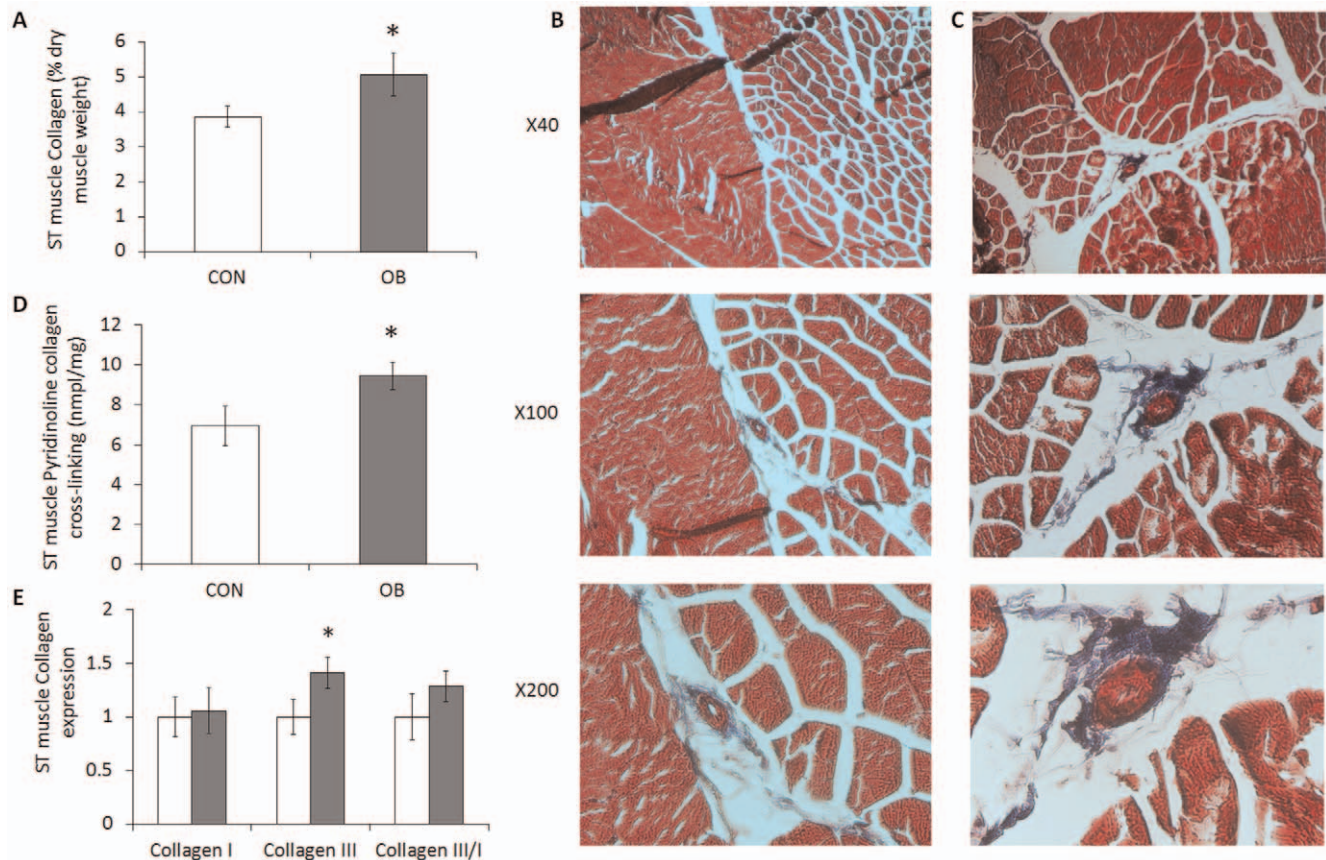 A
ST muscle Collagen (% dry
muscle weight)
6
5
4
3
2
1
0
*
CON
OB
B
C
X40
D
ST muscle Pyridinoline collagen
cross-linking (nmpl/mg)
12
10
8
6
4
2
0
*
CON
OB
X100
E
ST muscle Collagen
expression
2
1.5
1
0.5
0
*
Collagen I
Collagen III
Collagen III/I
X200